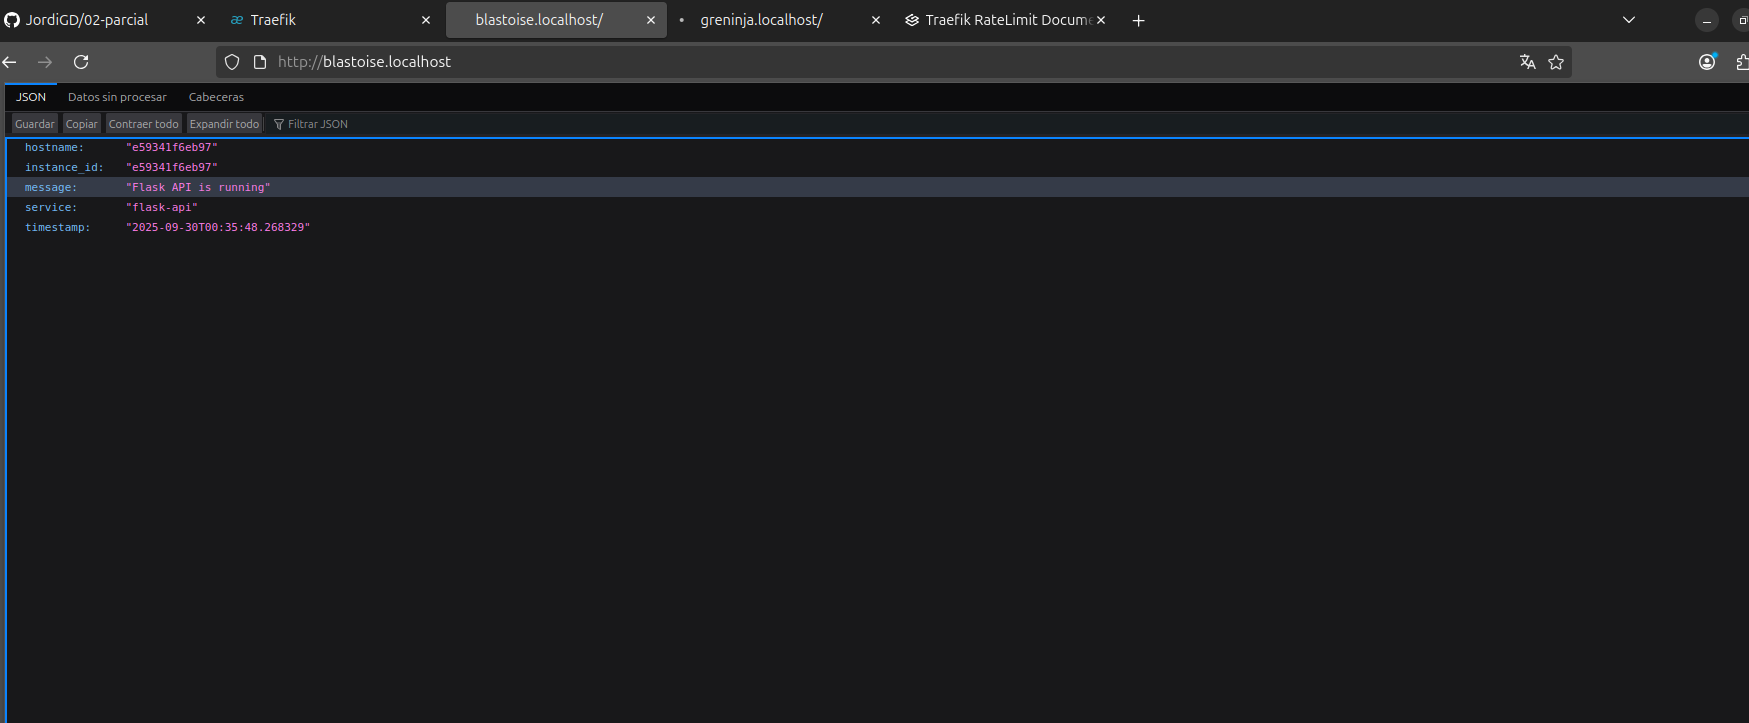 JordiGD/02-parcial
Traefik
blastoise.localhost/
greninja.localhost/
Traefik RateLimit Docume
http://blastoise.localhost
JSON Datos sin procesar Cabeceras
Guardar Copiar Contraer todo Expandir todo Filtrar JSON
hostname: "e59341f6eb97"
instance_id: "e59341f6eb97"
message: "Flask API is running"
service: "flask-api"
timestamp: "2025-09-30T00:35:48.268329"